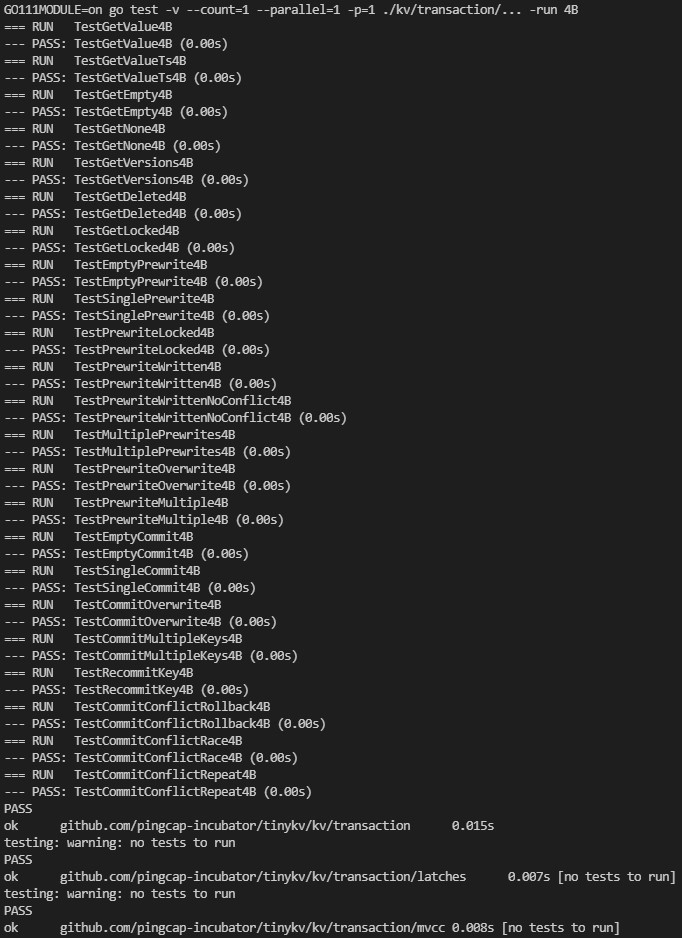 GO111MODULE=on go test -v --count=1 --parallel=1 -p=1 ./kv/transaction/... -run 4B
=== RUN   TestGetValue4B
--- PASS: TestGetValue4B (0.00s)
=== RUN   TestGetValueTs4B
--- PASS: TestGetValueTs4B (0.00s)
=== RUN   TestGetEmpty4B
--- PASS: TestGetEmpty4B (0.00s)
=== RUN   TestGetNone4B
--- PASS: TestGetNone4B (0.00s)
=== RUN   TestGetVersions4B
--- PASS: TestGetVersions4B (0.00s)
=== RUN   TestGetDeleted4B
--- PASS: TestGetDeleted4B (0.00s)
=== RUN   TestGetLocked4B
--- PASS: TestGetLocked4B (0.00s)
=== RUN   TestEmptyPrewrite4B
--- PASS: TestEmptyPrewrite4B (0.00s)
=== RUN   TestSinglePrewrite4B
--- PASS: TestSinglePrewrite4B (0.00s)
=== RUN   TestPrewriteLocked4B
--- PASS: TestPrewriteLocked4B (0.00s)
=== RUN   TestPrewriteWritten4B
--- PASS: TestPrewriteWritten4B (0.00s)
=== RUN   TestPrewriteWrittenNoConflict4B
--- PASS: TestPrewriteWrittenNoConflict4B (0.00s)
=== RUN   TestMultiplePrewrites4B
--- PASS: TestMultiplePrewrites4B (0.00s)
=== RUN   TestPrewriteOverwrite4B
--- PASS: TestPrewriteOverwrite4B (0.00s)
=== RUN   TestPrewriteMultiple4B
--- PASS: TestPrewriteMultiple4B (0.00s)
=== RUN   TestEmptyCommit4B
--- PASS: TestEmptyCommit4B (0.00s)
=== RUN   TestSingleCommit4B
--- PASS: TestSingleCommit4B (0.00s)
=== RUN   TestCommitOverwrite4B
--- PASS: TestCommitOverwrite4B (0.00s)
=== RUN   TestCommitMultipleKeys4B
--- PASS: TestCommitMultipleKeys4B (0.00s)
=== RUN   TestRecommitKey4B
--- PASS: TestRecommitKey4B (0.00s)
=== RUN   TestCommitConflictRollback4B
--- PASS: TestCommitConflictRollback4B (0.00s)
=== RUN   TestCommitConflictRace4B
--- PASS: TestCommitConflictRace4B (0.00s)
=== RUN   TestCommitConflictRepeat4B
--- PASS: TestCommitConflictRepeat4B (0.00s)
PASS
ok      github.com/pingcap-incubator/tinykv/kv/transaction      0.015s
testing: warning: no tests to run
PASS
ok      github.com/pingcap-incubator/tinykv/kv/transaction/latches      0.007s [no tests to run]
testing: warning: no tests to run
PASS
ok      github.com/pingcap-incubator/tinykv/kv/transaction/mvcc 0.008s [no tests to run]